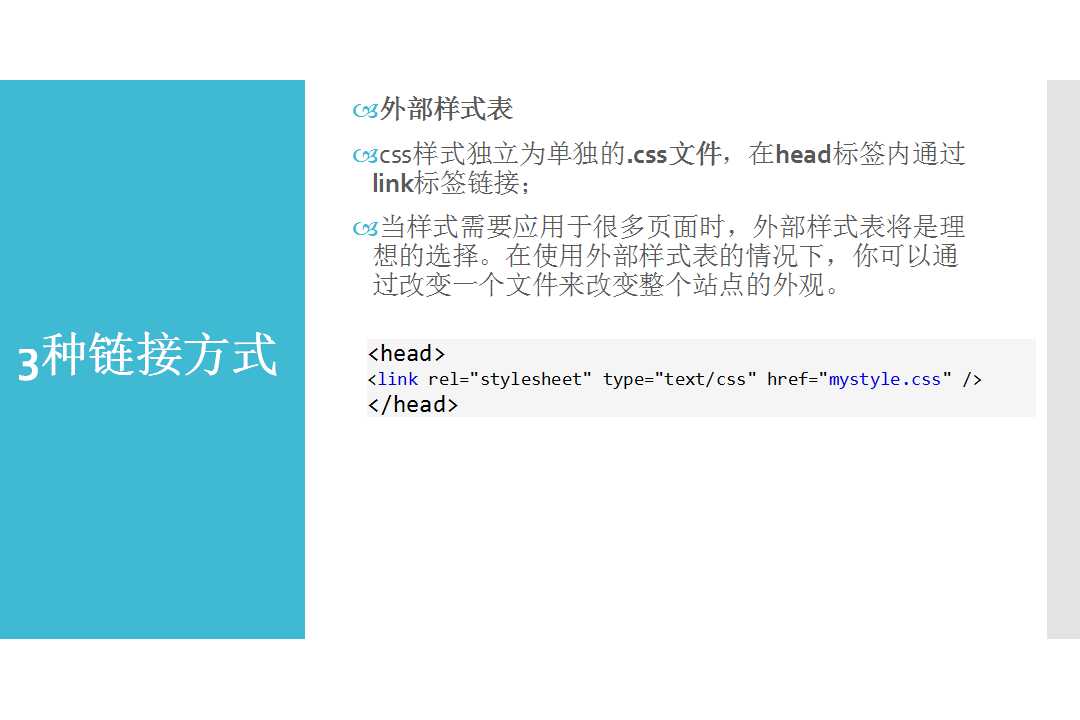 3种链接方式
外部样式表
css样式独立为单独的.css文件，在head标签内通过
link标签链接；
当样式需要应用于很多页面时，外部样式表将是理
想的选择。在使用外部样式表的情况下，你可以通
过改变一个文件来改变整个站点的外观。
<head>
<link rel="stylesheet" type="text/css" href="mystyle.css" />
</head>